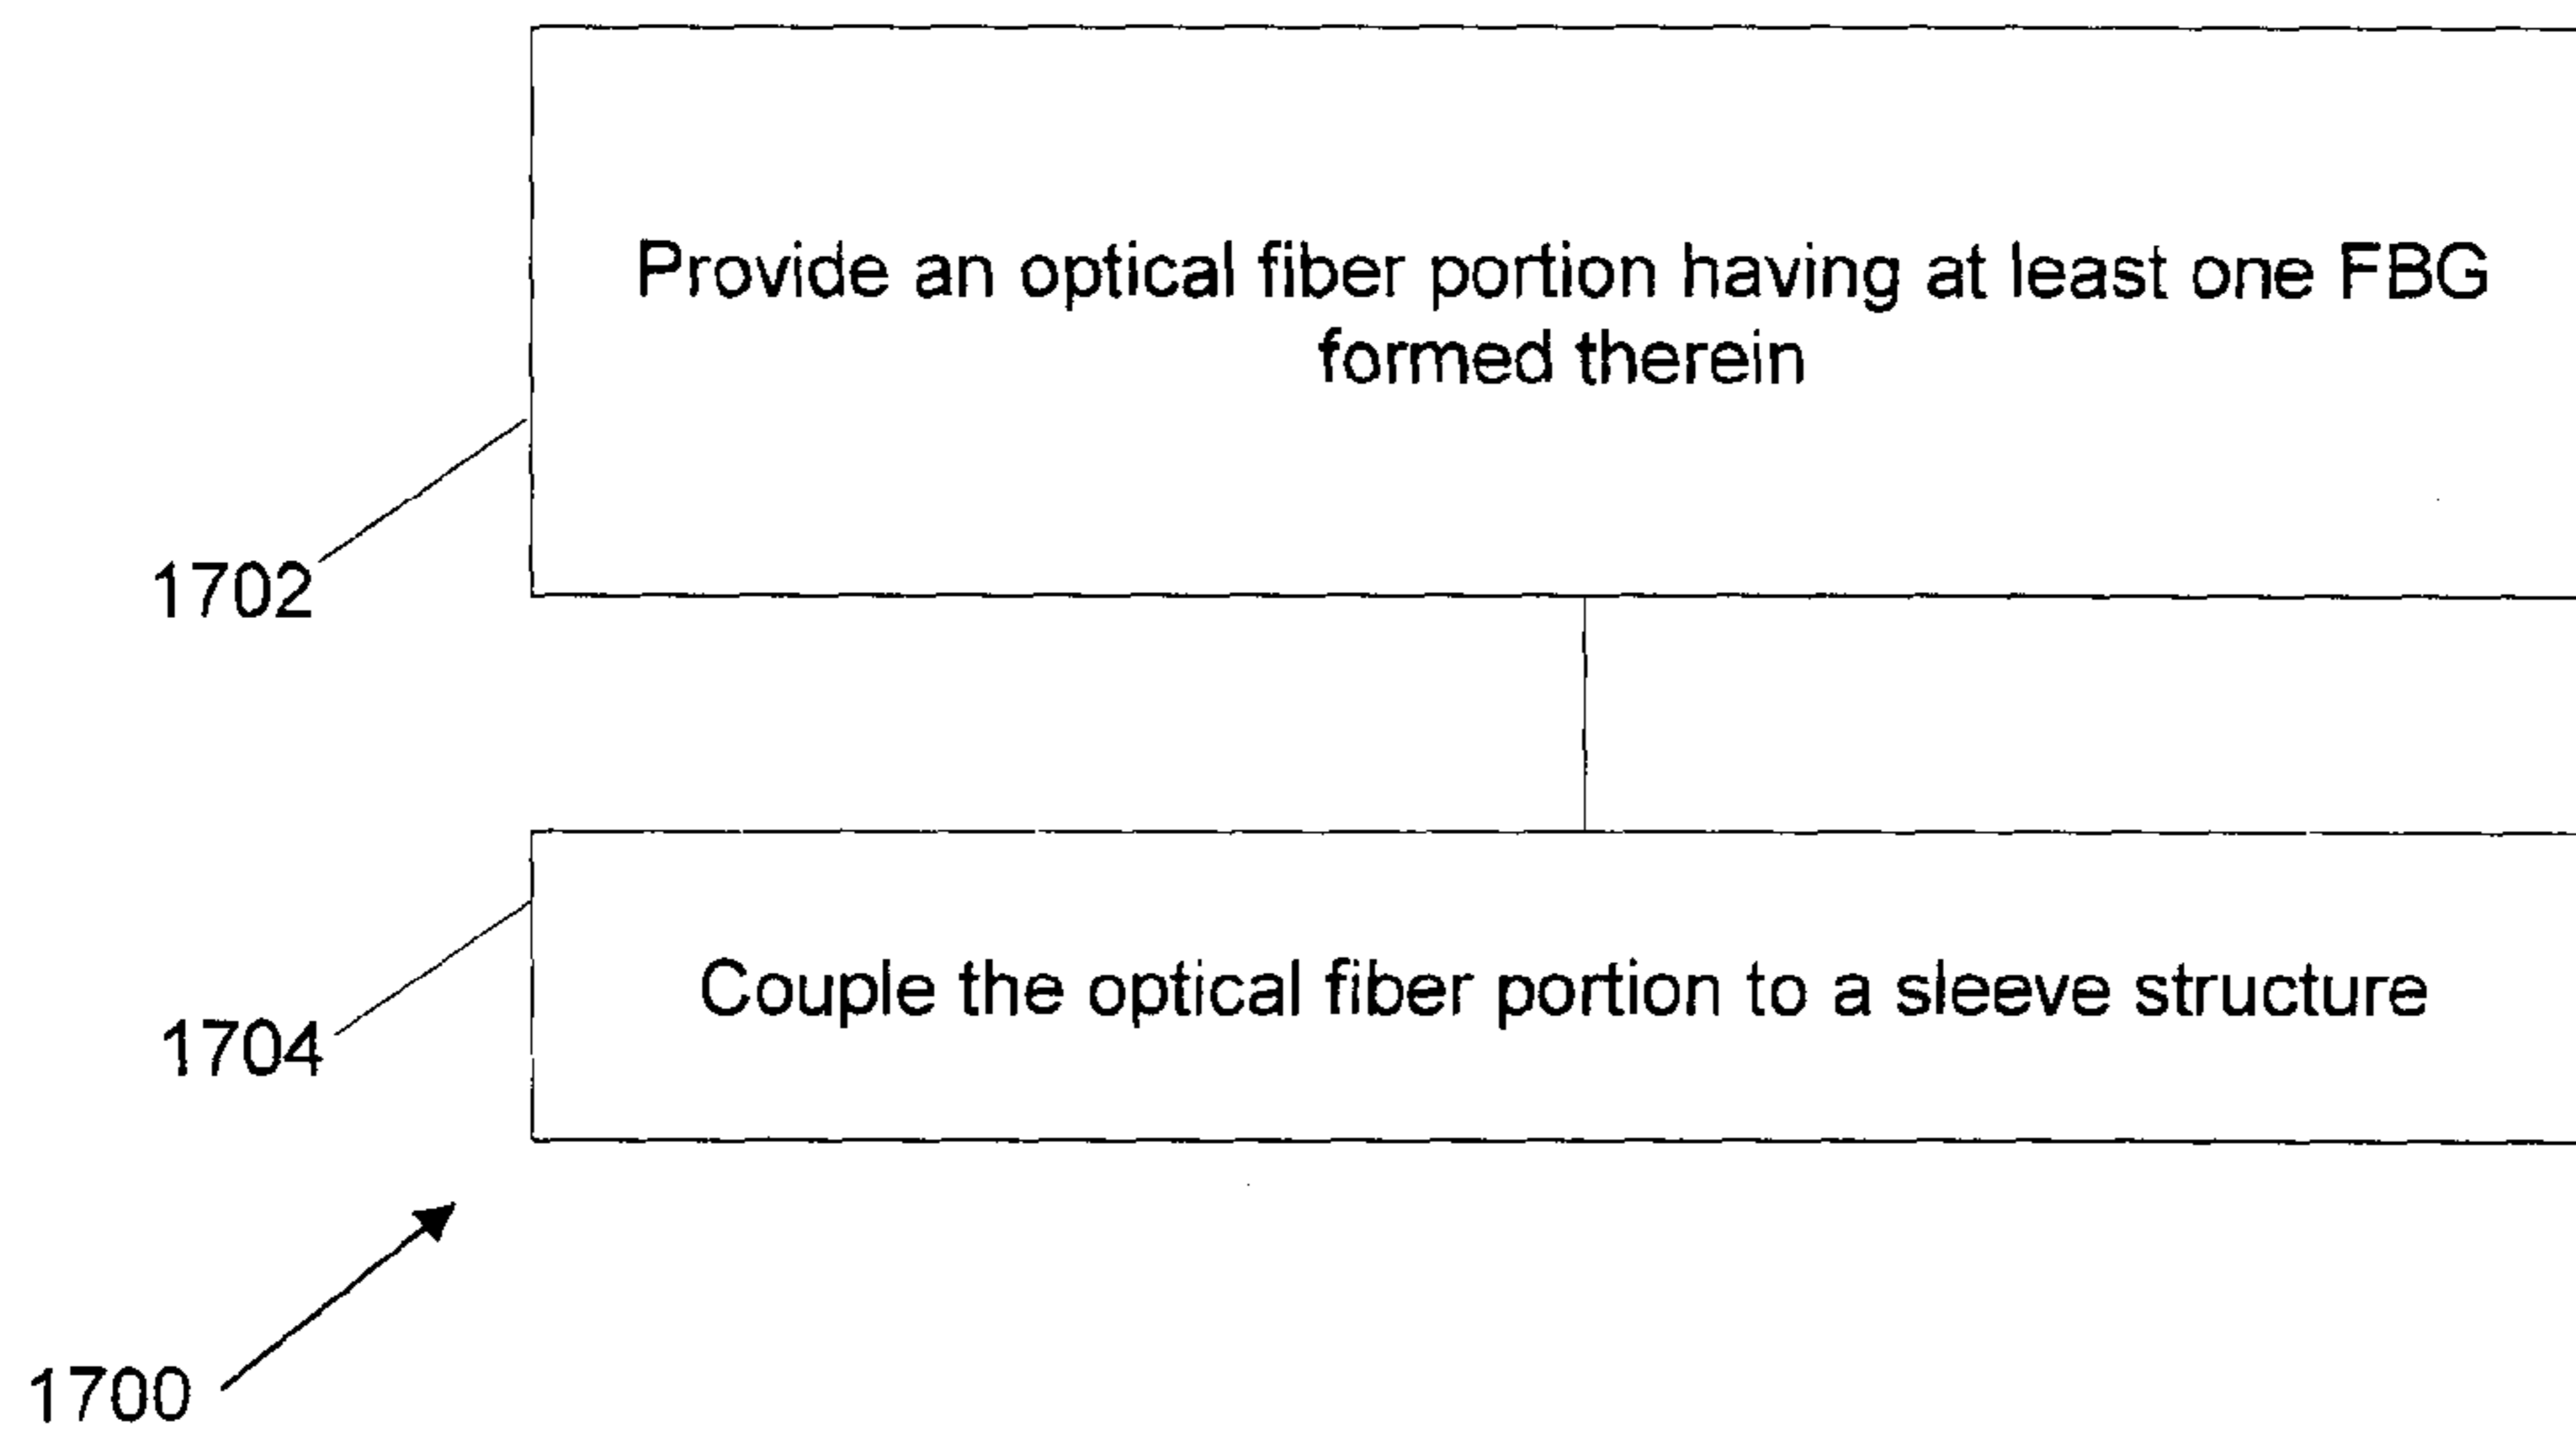 Provide an optical fiber portion having at least one FBG
formed therein
1702
Couple the optical fiber portion to a sleeve structure
1704
1700